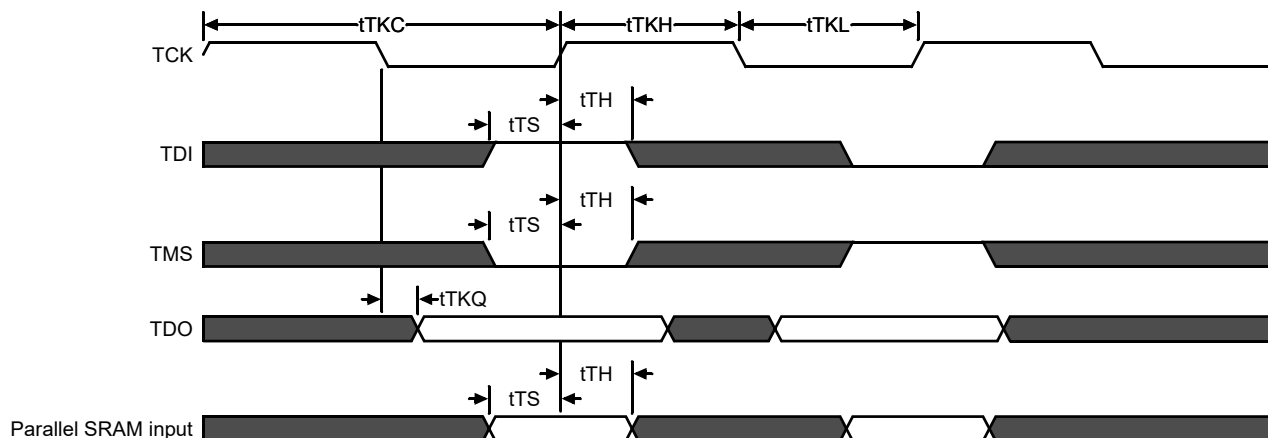 tTKC
tTKH
tTKL
TCK
tTH
tTS
TDI
tTH
tTS
TMS
tTKQ
TDO
tTH
tTS
Parallel SRAM input